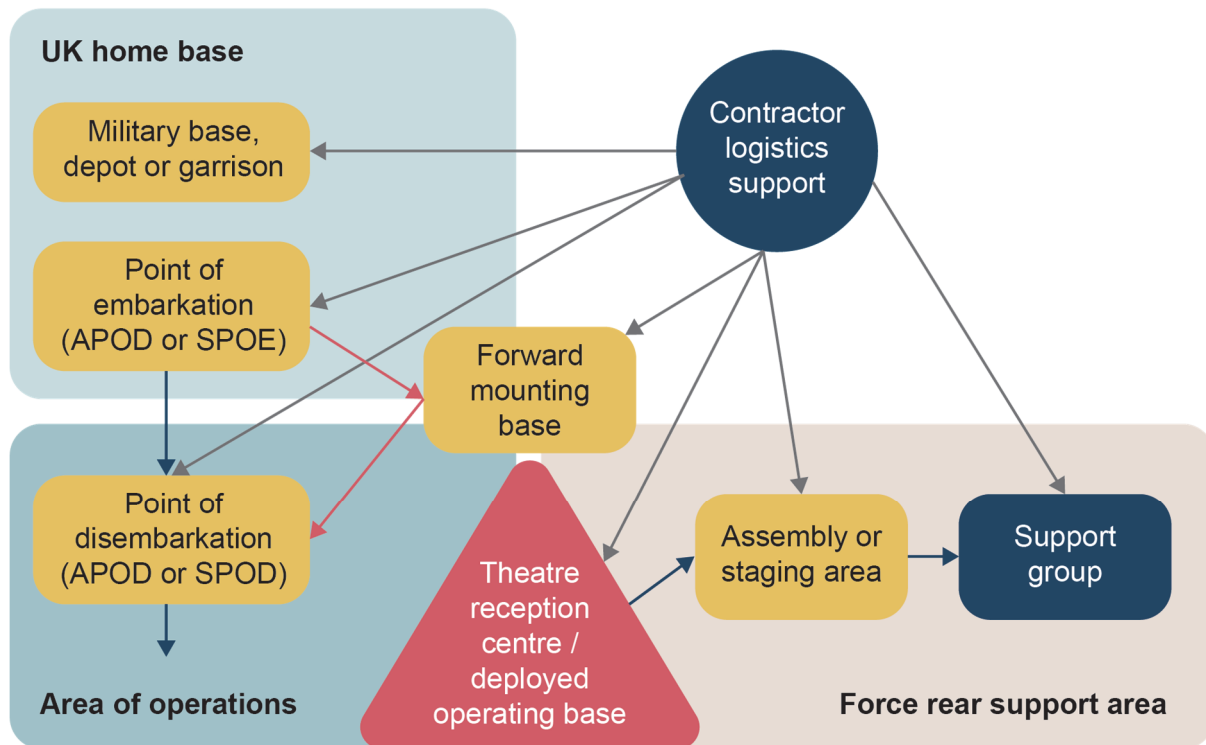 UK home base
Military base,
depot or garrison
Contractor
logistics
support
Point of
embarkation
(APOD or SPOE)
Forward
mounting
base
Point of
disembarkation
(APOD or SPOD)
Theatre
reception
centre /
deployed
operating base
Assembly or
staging area
Support
group
Area of operations
Force rear support area